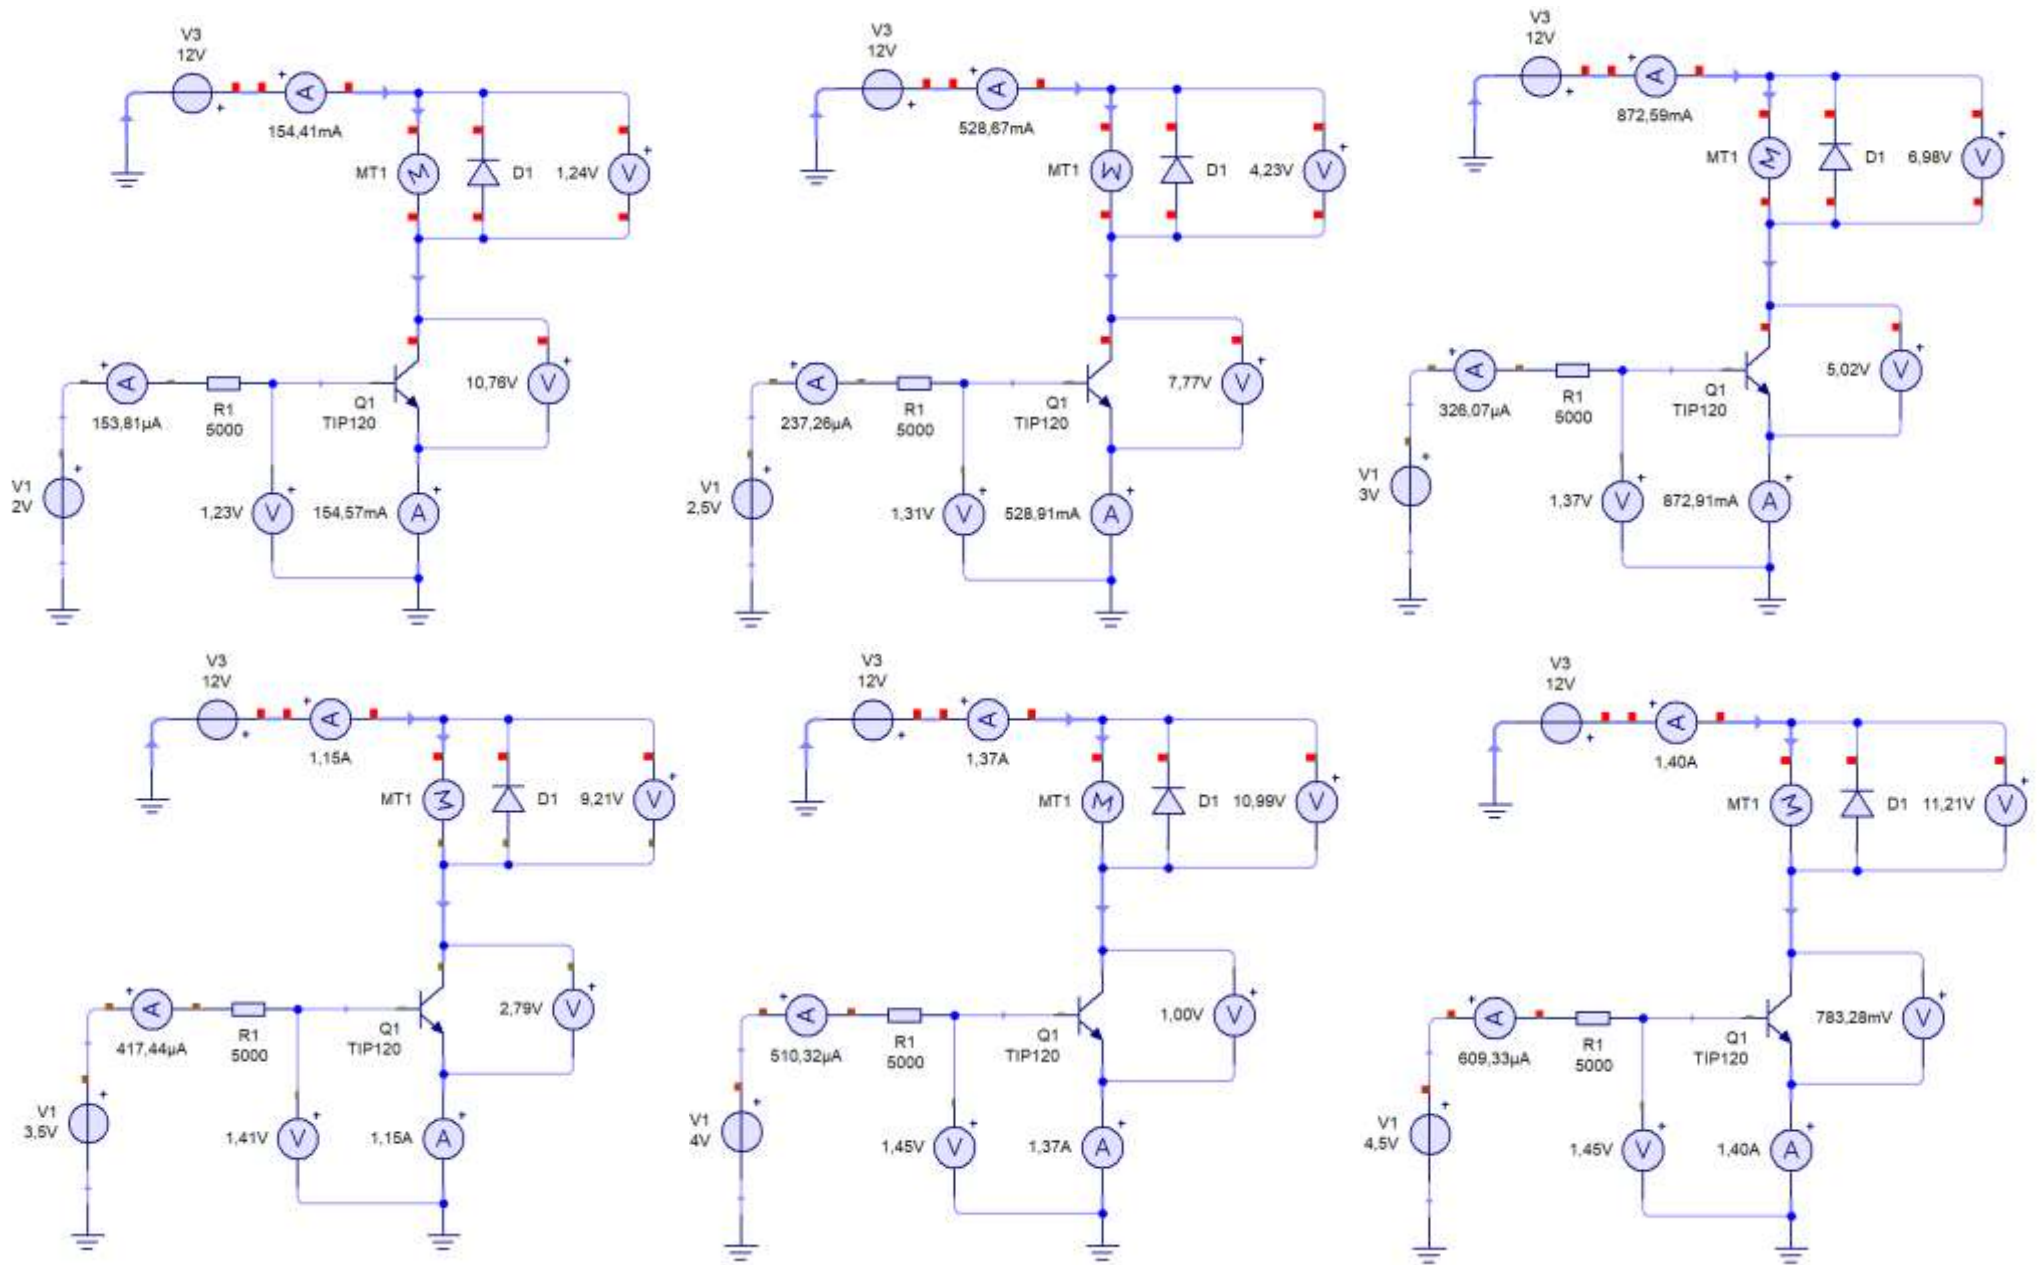 V3
12V
A
154,41mA
MT1
M
D1
1,24V
V
A
153,81µA
R1
5000
Q1
TIP120
10,76V
V
V1
2V
1,23V
V
154,57mA
A
V3
12V
A
528,67mA
MT1
M
D1
4,23V
V
A
237,26µA
R1
5000
Q1
TIP120
7,77V
V
V1
2,5V
1,31V
V
528,91mA
A
V3
12V
A
872,59mA
MT1
M
D1
6,98V
V
A
326,07µA
R1
5000
Q1
TIP120
5,02V
V
V1
3V
1,37V
V
872,91mA
A
V3
12V
A
1,15A
MT1
M
D1
9,21V
V
A
417,44µA
R1
5000
Q1
TIP120
2,79V
V
V1
3,5V
1,41V
V
1,15A
A
V3
12V
A
1,37A
MT1
M
D1
10,99V
V
A
510,32µA
R1
5000
Q1
TIP120
1,00V
V
V1
4V
1,45V
V
1,37A
A
V3
12V
A
1,40A
MT1
M
D1
11,21V
V
A
609,33µA
R1
5000
Q1
TIP120
783,28mV
V
V1
4,5V
1,45V
V
1,40A
A